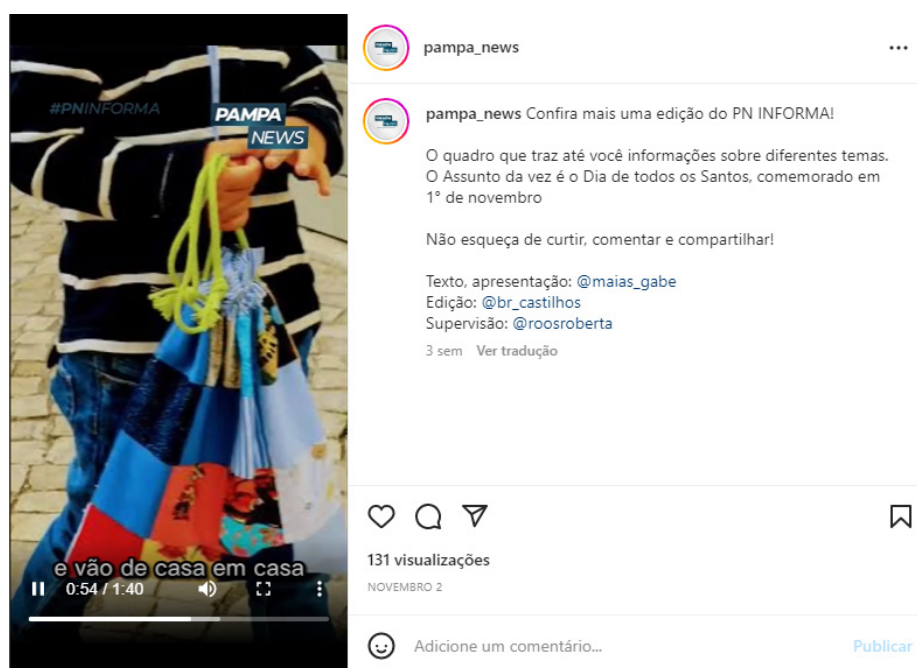 #PNINFORMA
PAMPA
NEWS
e vão de casa em casa
0:54 / 1:40
pampa_news
pampa_news Confira mais uma edição do PN INFORMA!
O quadro que traz até você informações sobre diferentes temas.
O Assunto da vez é o Dia de todos os Santos, comemorado em
1° de novembro
Não esqueça de curtir, comentar e compartilhar!
Texto, apresentação: @maias_gabe
Edição: @br_castilhos
Supervisão: @roosroberta
3 sem Ver tradução
131 visualizações
NOVEMBRO 2
Adicione um comentário...
Publicar